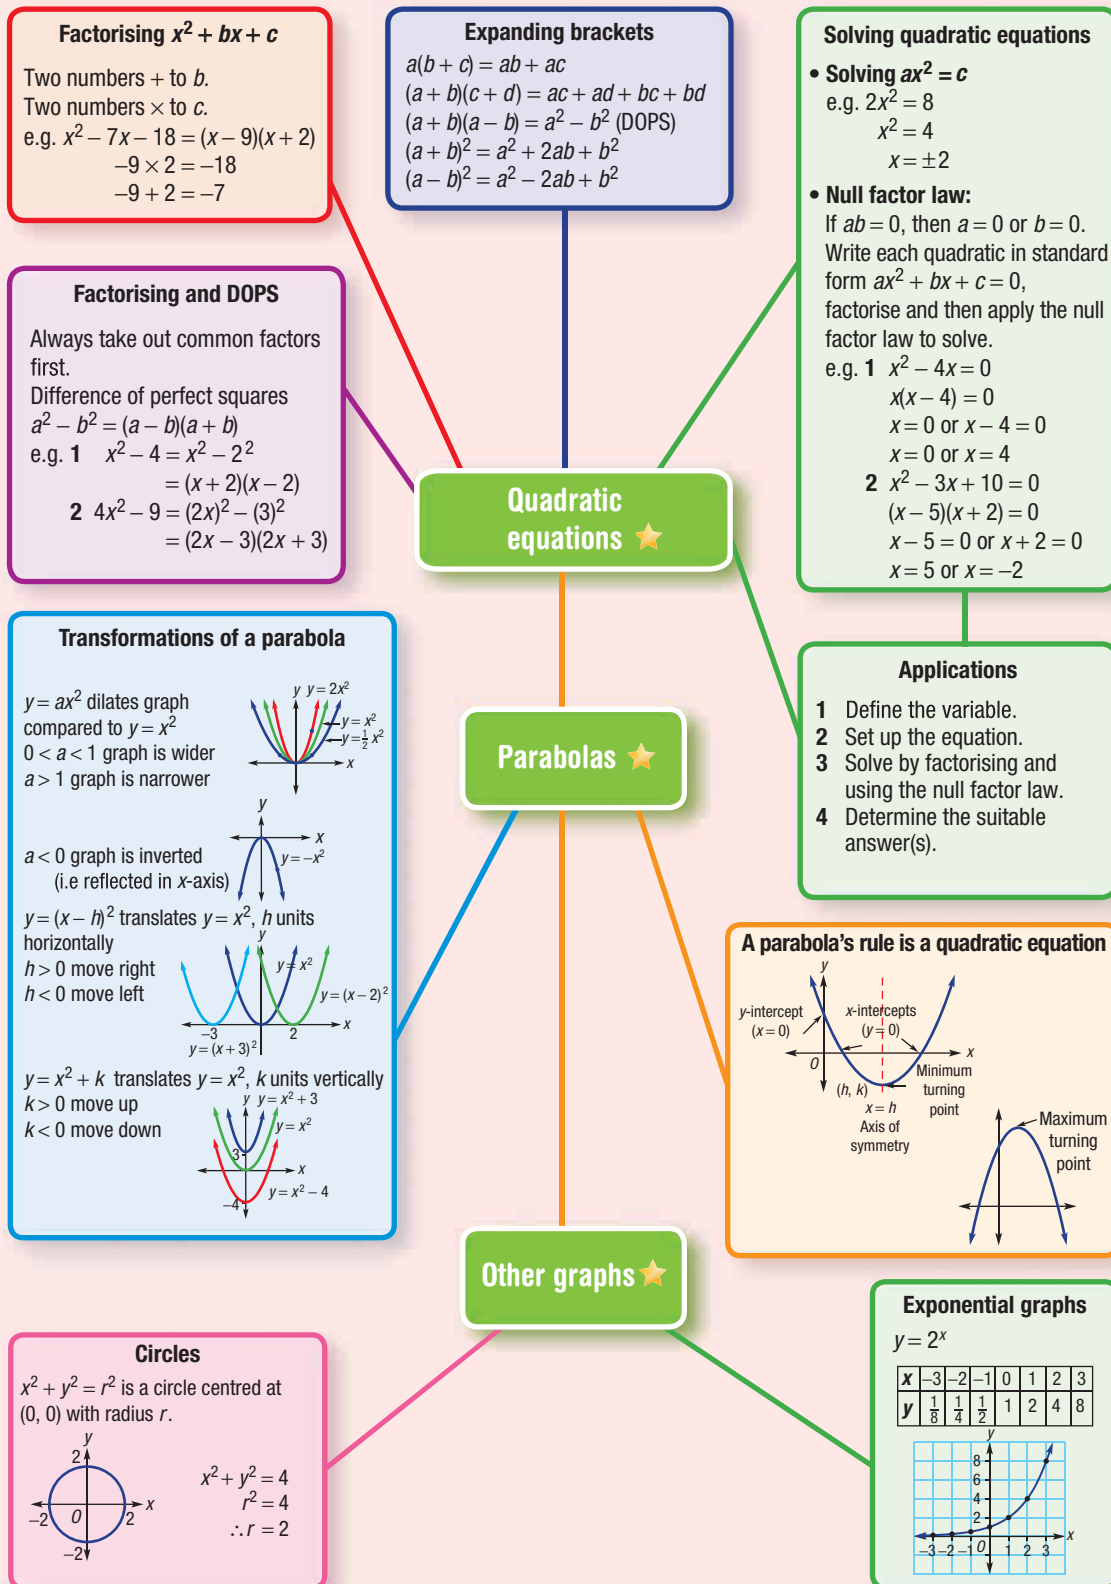 Factorising x² + bx + c
Two numbers + to b.
Two numbers × to c.
e.g. x² – 7x – 18 = (x – 9)(x + 2)
–9 × 2 = –18
–9 + 2 = –7
Expanding brackets
a(b + c) = ab + ac
(a + b)(c + d) = ac + ad + bc + bd
(a + b)(a – b) = a² – b² (DOPS)
(a + b)² = a² + 2ab + b²
(a – b)² = a² – 2ab + b²
Solving quadratic equations
• Solving ax² = c
e.g. 2x² = 8
x² = 4
x = ±2
• Null factor law:
If ab = 0, then a = 0 or b = 0.
Write each quadratic in standard
form ax² + bx + c = 0,
factorise and then apply the null
factor law to solve.
e.g. 1 x² – 4x = 0
x(x – 4) = 0
x = 0 or x – 4 = 0
x = 0 or x = 4
2 x² – 3x + 10 = 0
(x – 5)(x + 2) = 0
x – 5 = 0 or x + 2 = 0
x = 5 or x = –2
Factorising and DOPS
Always take out common factors
first.
Difference of perfect squares
a² – b² = (a – b)(a + b)
e.g. 1 x² – 4 = x² – 2²
= (x + 2)(x – 2)
2 4x² – 9 = (2x)² – (3)²
= (2x – 3)(2x + 3)
Quadratic
equations
Transformations of a parabola
y = ax² dilates graph
compared to y = x²
0 < a < 1 graph is wider
a > 1 graph is narrower
y
y = 2x²
y = x²
y = ½ x²
x
y
x
y = –x²
a < 0 graph is inverted
(i.e reflected in x-axis)
y = (x – h)² translates y = x², h units
horizontally
h > 0 move right
h < 0 move left
y
y = x²
y = (x – 2)²
x
–3
2
y = (x + 3)²
y = x² + k translates y = x², k units vertically
k > 0 move up
k < 0 move down
y
y = x² + 3
y = x²
3
x
y = x² – 4
–4
Parabolas
Applications
1 Define the variable.
2 Set up the equation.
3 Solve by factorising and
using the null factor law.
4 Determine the suitable
answer(s).
A parabola's rule is a quadratic equation
y
y-intercept
(x = 0)
x-intercepts
(y = 0)
x
O
(h, k)
Minimum
turning
point
x = h
Axis of
symmetry
Maximum
turning
point
Other graphs
Circles
x² + y² = r² is a circle centred at
(0, 0) with radius r.
y
2
x
–2
O
2
–2
x² + y² = 4
r² = 4
∴ r = 2
Exponential graphs
y = 2ˣ
x –3 –2 –1 0 1 2 3
y 1/8 1/4 1/2 1 2 4 8
y
8
6
4
2
x
–3 –2 –1 O 1 2 3